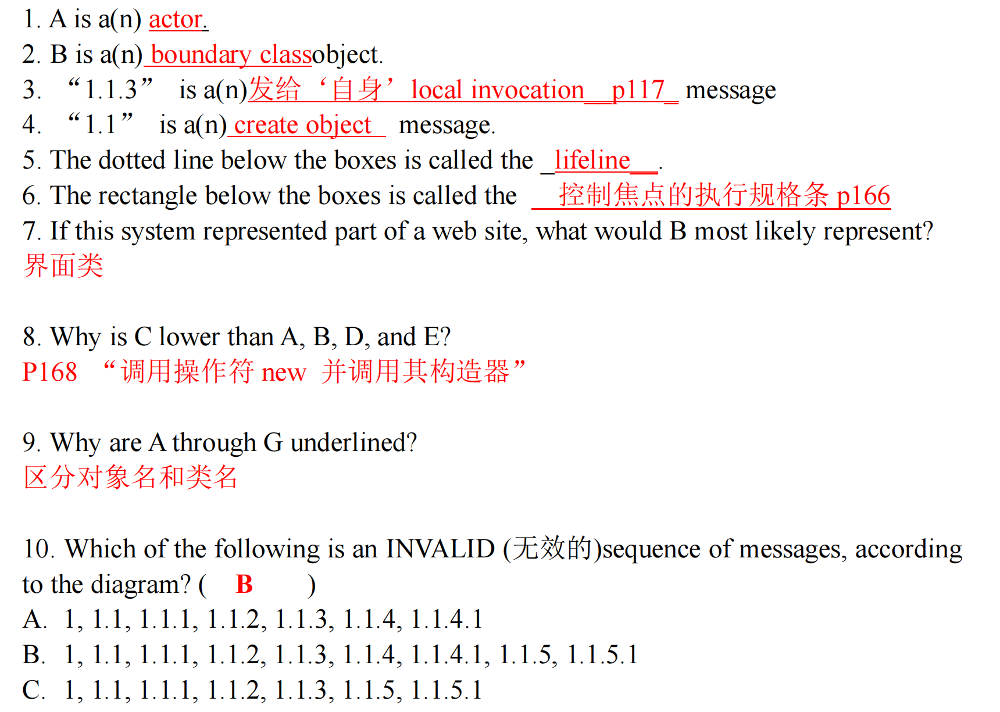 1. A is a(n) actor.
2. B is a(n) boundary classobject.
3. “1.1.3” is a(n)发给‘自身’local invocation__p117_ message
4. “1.1” is a(n) create object   message.
5. The dotted line below the boxes is called the _lifeline__.
6. The rectangle below the boxes is called the   控制焦点的执行规格条 p166
7. If this system represented part of a web site, what would B most likely represent?
界面类
8. Why is C lower than A, B, D, and E?
P168 “调用操作符 new 并调用其构造器”
9. Why are A through G underlined?
区分对象名和类名
10. Which of the following is an INVALID (无效的)sequence of messages, according
to the diagram? ( B )
A. 1, 1.1, 1.1.1, 1.1.2, 1.1.3, 1.1.4, 1.1.4.1
B. 1, 1.1, 1.1.1, 1.1.2, 1.1.3, 1.1.4, 1.1.4.1, 1.1.5, 1.1.5.1
C. 1, 1.1, 1.1.1, 1.1.2, 1.1.3, 1.1.5, 1.1.5.1